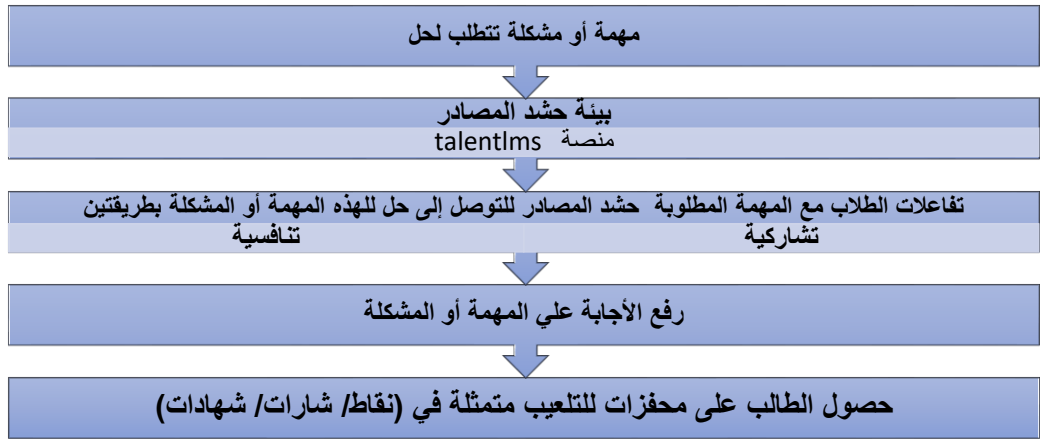 مهمة أو مشكلة تتطلب لحل
بيئة حشد المصادر
منصة talentlms
تفاعلات الطلاب مع المهمة المطلوبة حشد المصادر للتوصل إلى حل للهذه المهمة أو المشكلة بطريقتين
تشاركية تنافسية
رفع الأجابة علي المهمة أو المشكلة
حصول الطالب على محفزات للتلعيب متمثلة في (نقاط/ شارات/ شهادات)